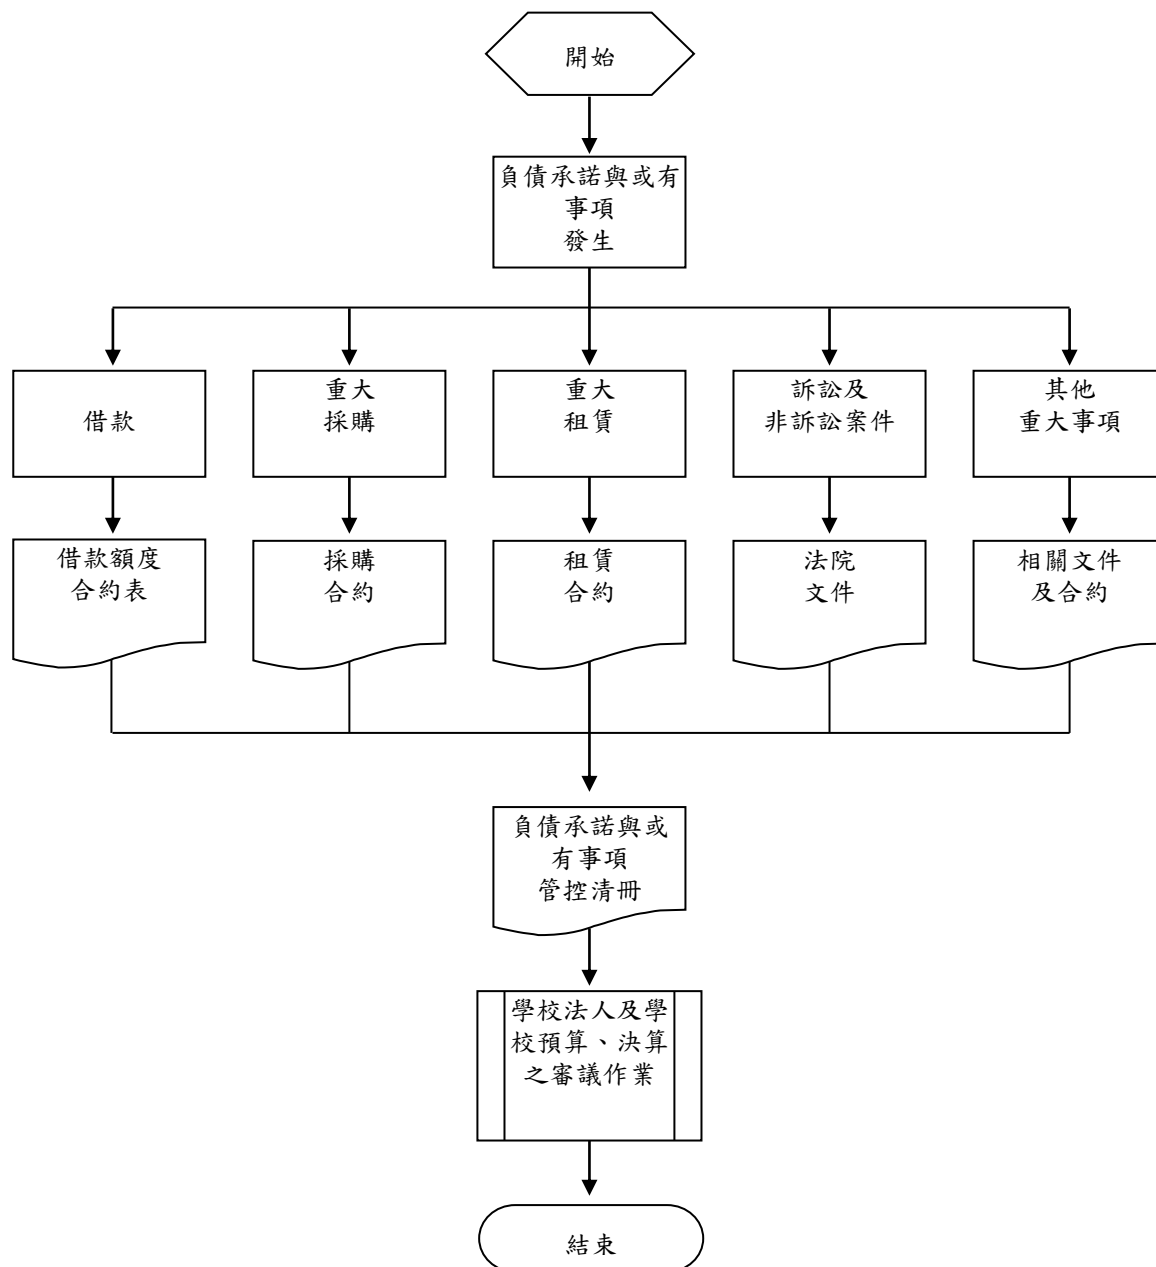 開始
負債承諾與或有
事項
發生
借款
重大
採購
重大
租賃
訴訟及
非訴訟案件
其他
重大事項
借款額度
合約表
採購
合約
租賃
合約
法院
文件
相關文件
及合約
負債承諾與或
有事項
管控清冊
學校法人及學
校預算、決算
之審議作業
結束